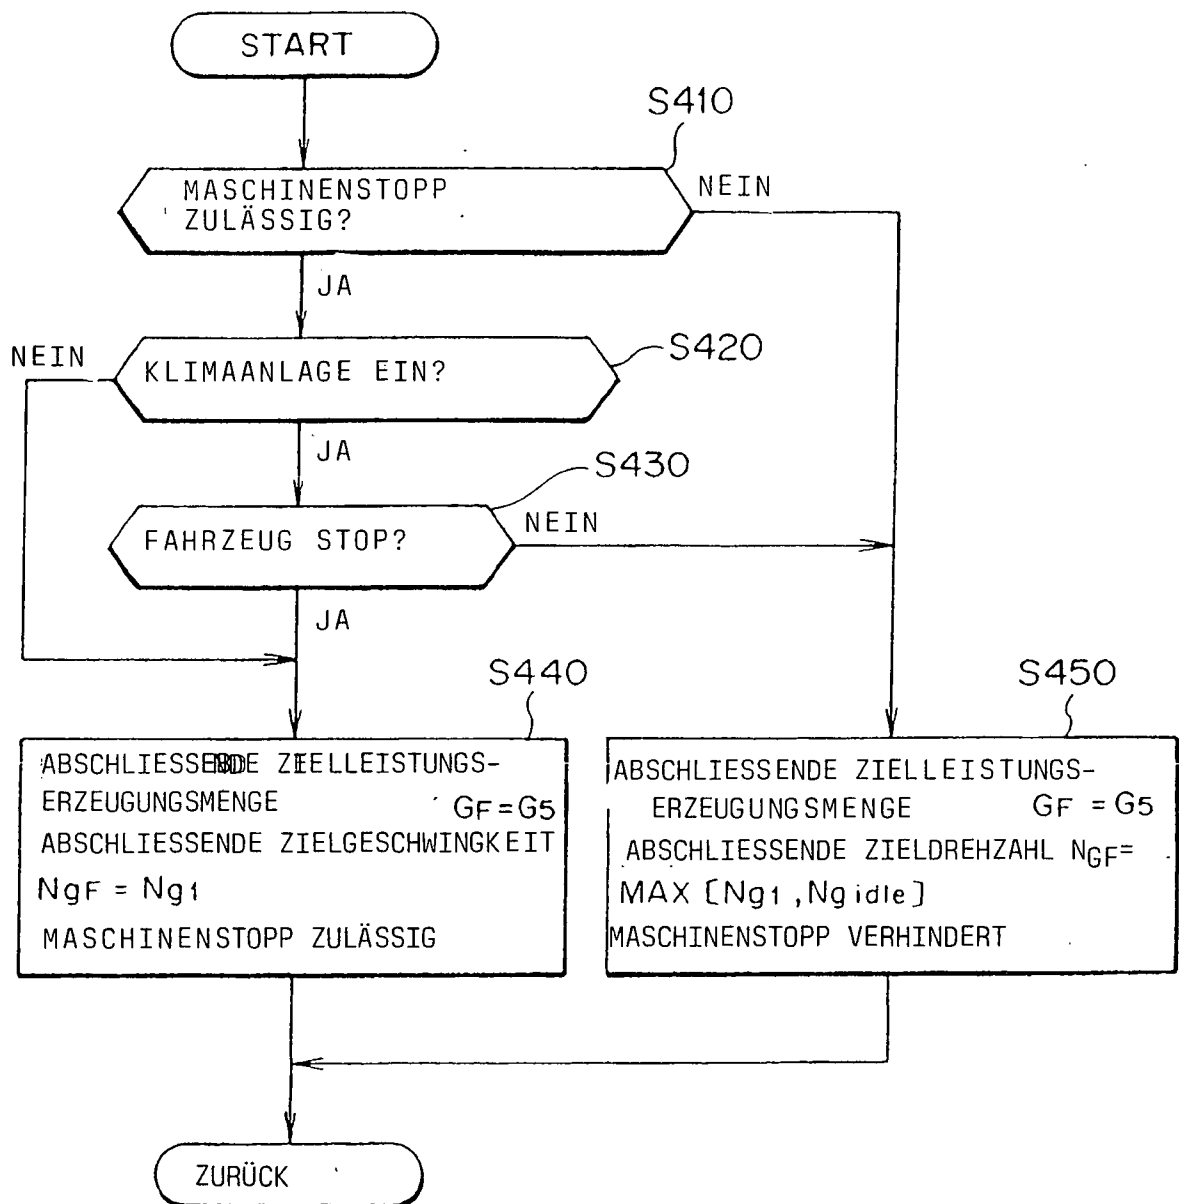 START
S410
MASCHINENSTOPP
ZULÄSSIG?
NEIN
JA
S420
NEIN
KLIMAANLAGE EIN?
JA
S430
FAHRZEUG STOP?
NEIN
JA
S440
ABSCHLIESSENDE ZIELLEISTUNGS-
ERZEUGUNGSMENGE GF=G5
ABSCHLIESSENDE ZIELGESCHWINGKEIT
NgF = Ng1
MASCHINENSTOPP ZULÄSSIG
S450
ABSCHLIESSENDE ZIELLEISTUNGS-
ERZEUGUNGSMENGE GF = G5
ABSCHLIESSENDE ZIELDREHZAHL NGF=
MAX [Ng1, Ngidle]
MASCHINENSTOPP VERHINDERT
ZURÜCK